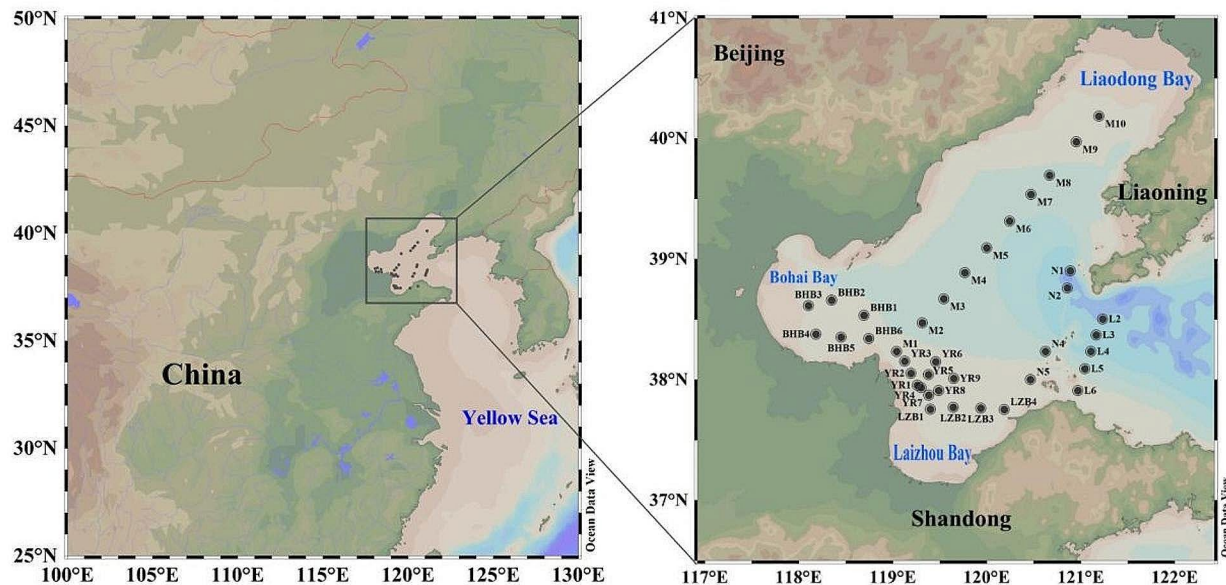 50°N
45°N
40°N
35°N
30°N
25°N
100°E
105°E
110°E
115°E
120°E
125°E
130°E
China
Yellow Sea
Ocean Data View
41°N
40°N
39°N
38°N
37°N
117°E
118°E
119°E
120°E
121°E
122°E
Beijing
Liaodong Bay
M10
M9
Liaoning
M8
M7
M6
M5
N1
Bohai Bay
M4
N2
BHB3
BHB2
M3
BHB1
L2
M2
L3
BHB4
BHB5
BHB6
M1
N4
L4
YR3
YR6
L5
YR2
YR5
YR9
N5
YR1
YR4
YR8
L6
YR7
LZB4
LZB1
LZB2
LZB3
Laizhou Bay
Shandong
Ocean Data View